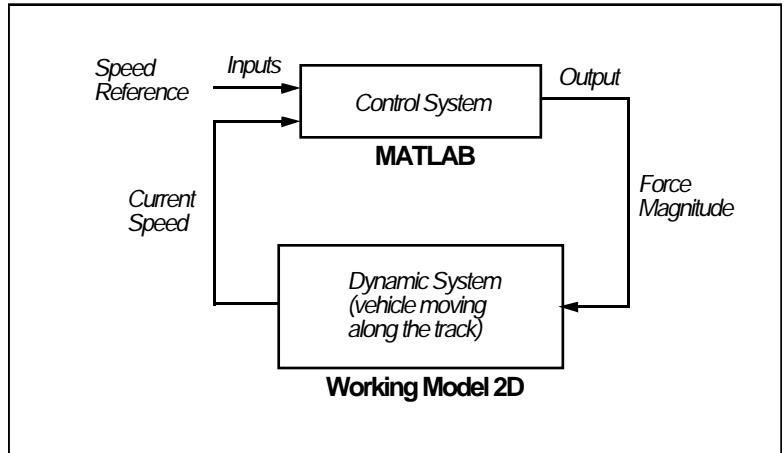 Speed
Reference
Inputs
Control System
MATLAB
Output
Current
Speed
Force
Magnitude
Dynamic System
(vehicle moving
along the track)
Working Model 2D